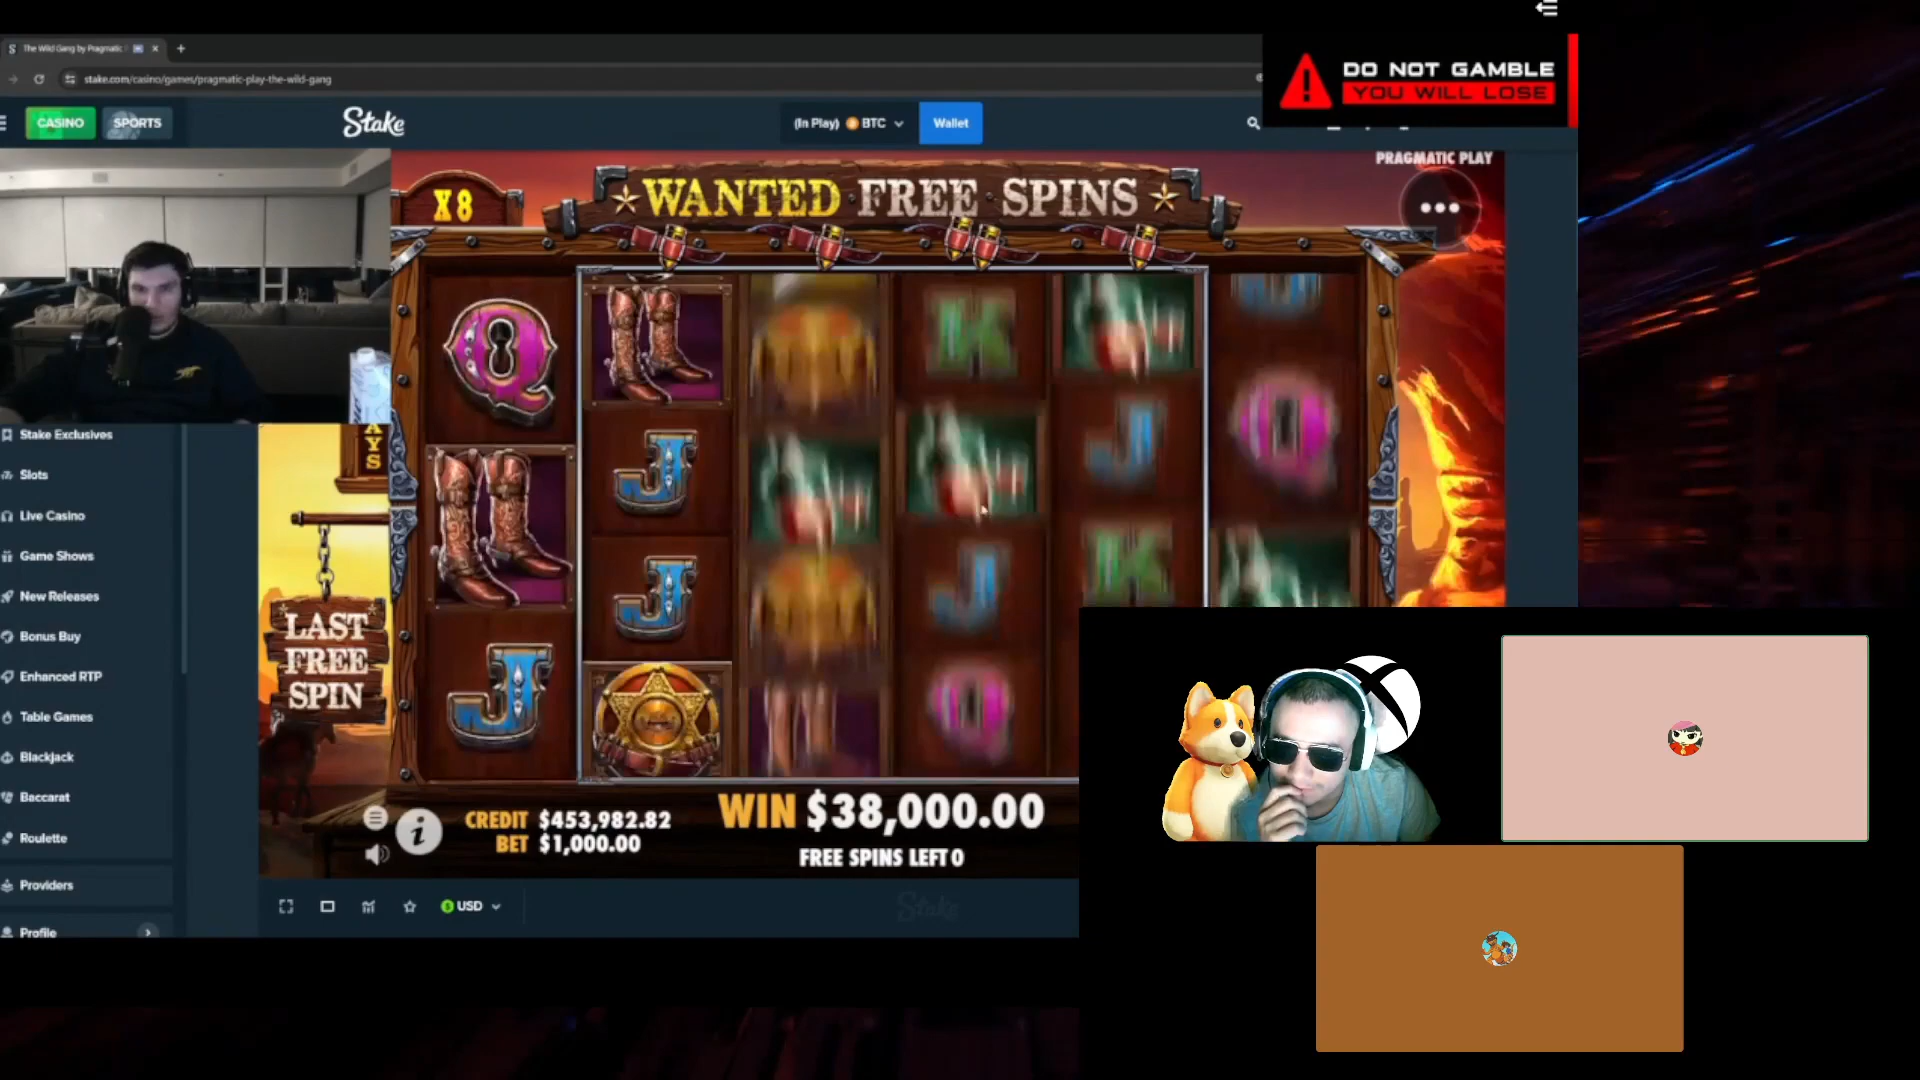 The Wild Gang by Pragmatic
stake.com/casino/games/pragmatic-play-the-wild-gang
DO NOT GAMBLE
YOU WILL LOSE
CASINO
SPORTS
Stake
(In Play)
BTC
Wallet
PRAGMATIC PLAY
X8
WANTED FREE SPINS
Q
J
J
J
K
J
Q
J
K
J
Q
AYS
LAST
FREE
SPIN
Stake Exclusives
Slots
Live Casino
Game Shows
New Releases
Bonus Buy
Enhanced RTP
Table Games
Blackjack
Baccarat
Roulette
Providers
Profile
CREDIT $453,982.82
BET $1,000.00
WIN $38,000.00
FREE SPINS LEFT 0
USD
Stake